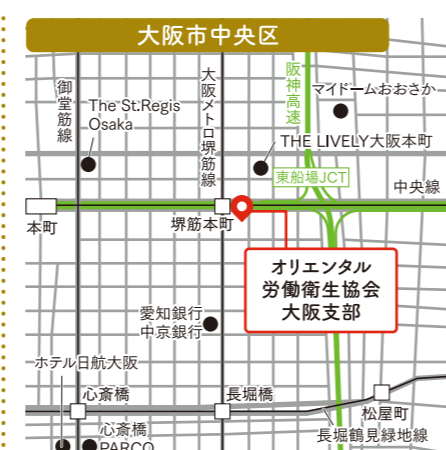 大阪市中央区
御堂筋線
The St.Regis
Osaka
大阪メトロ堺筋線
阪神高速
マイドームおおさか
THE LIVELY大阪本町
東船場JCT
中央線
本町
堺筋本町
オリエンタル
労働衛生協会
大阪支部
愛知銀行
中京銀行
ホテル日航大阪
心斎橋
長堀橋
松屋町
長堀鶴見緑地線
心斎橋
PARCO